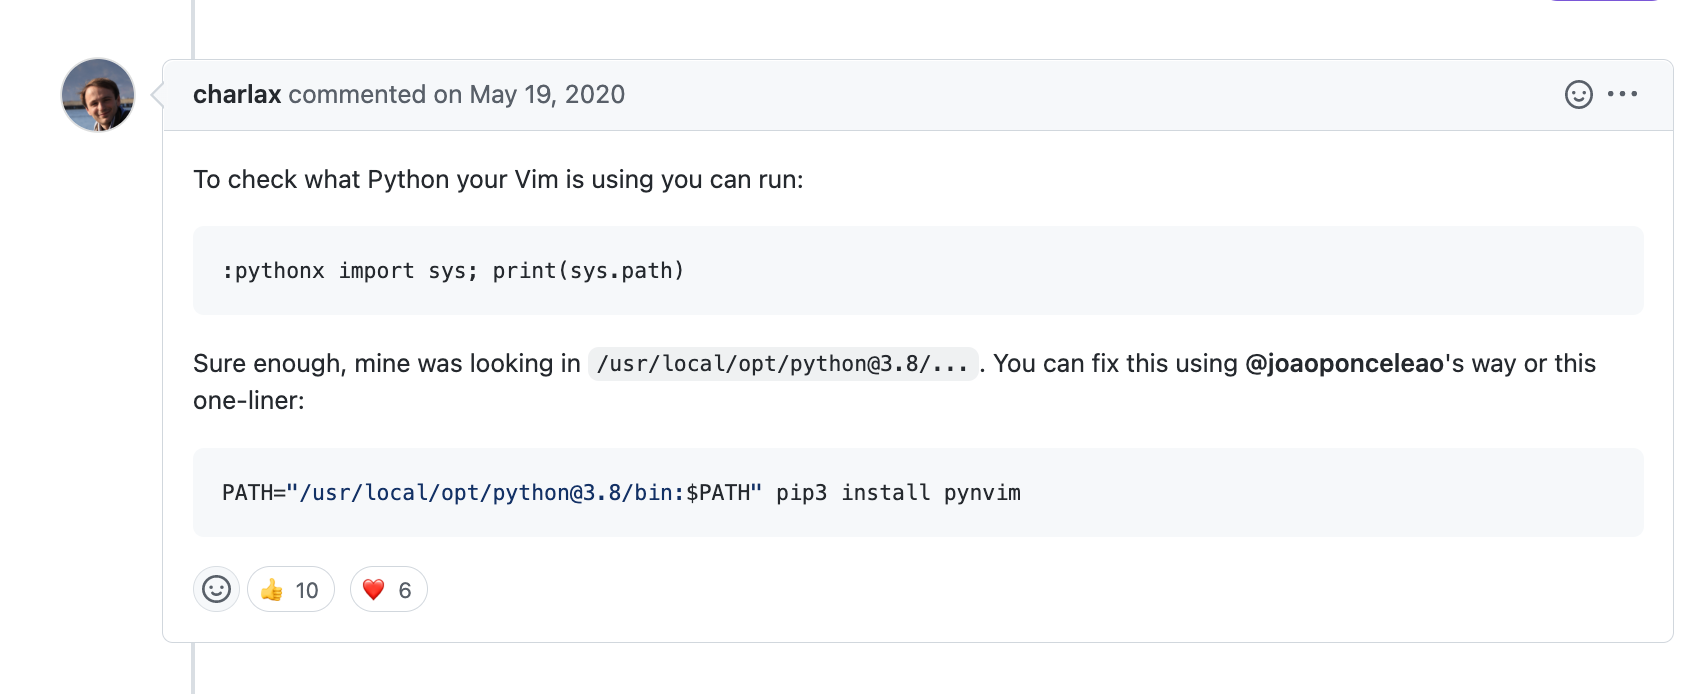 charlax commented on May 19, 2020
To check what Python your Vim is using you can run:
:pythonx import sys; print(sys.path)
Sure enough, mine was looking in /usr/local/opt/python@3.8/... . You can fix this using @joaoponceleao's way or this
one-liner:
PATH="/usr/local/opt/python@3.8/bin:$PATH" pip3 install pynvim
👍 10 ❤️ 6